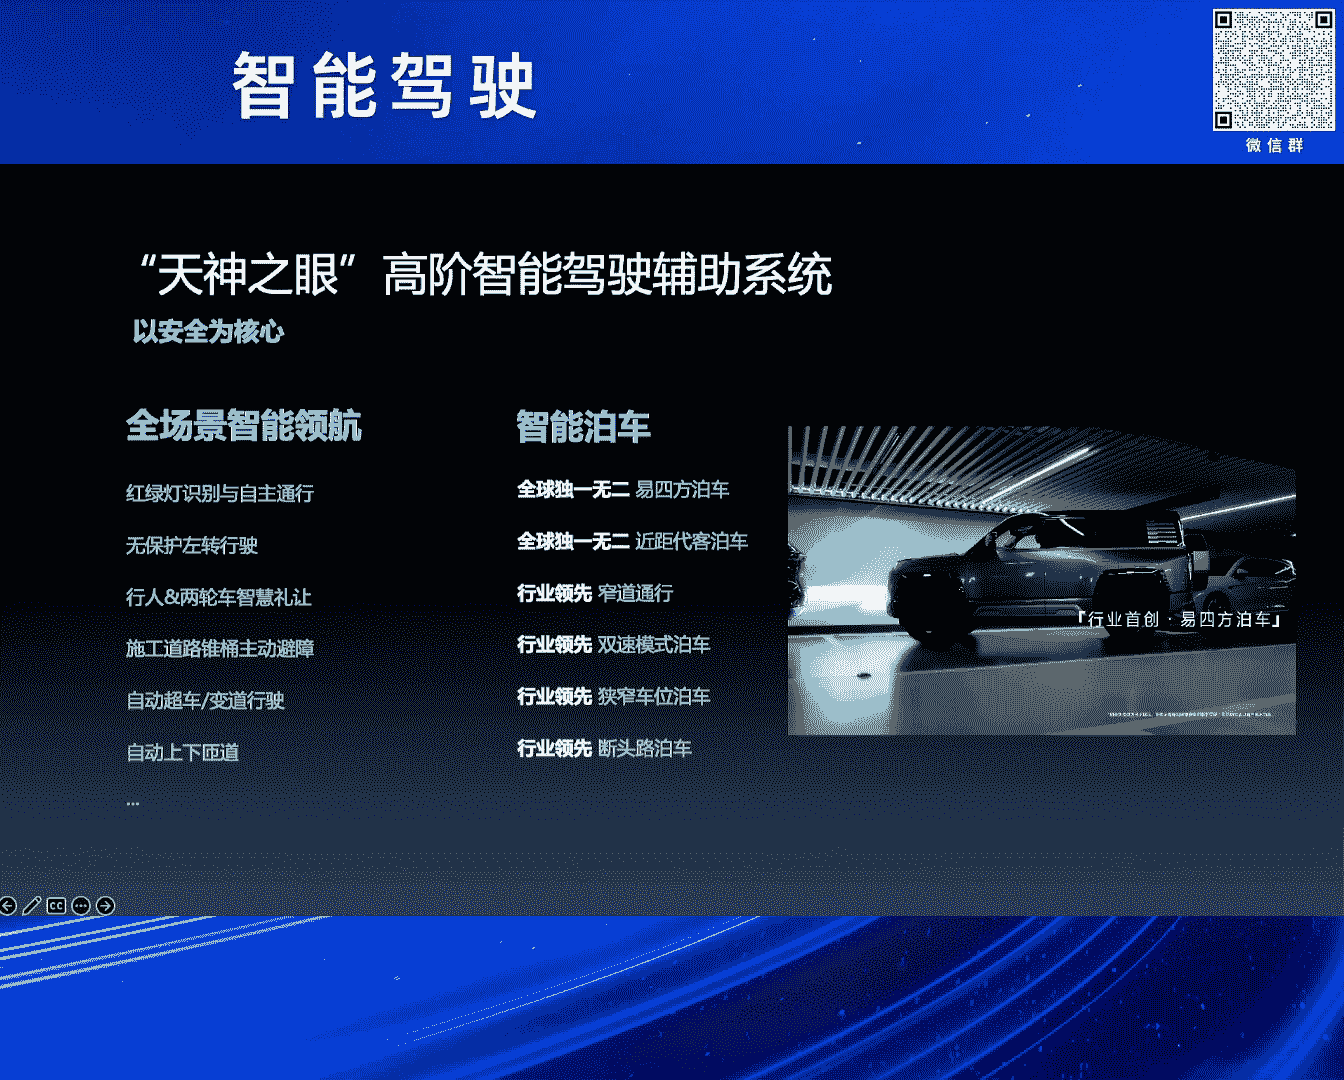 智能驾驶
微信群
“天神之眼”高阶智能驾驶辅助系统
以安全为核心
全场景智能领航
红绿灯识别与自主通行
无保护左转行驶
行人&两轮车智慧礼让
施工道路锥桶主动避障
自动超车/变道行驶
自动上下匝道
...
智能泊车
全球独一无二 易四方泊车
全球独一无二 近距代客泊车
行业领先 窄道通行
行业领先 双速模式泊车
行业领先 狭窄车位泊车
行业领先 断头路泊车
「行业首创·易四方泊车」
CC